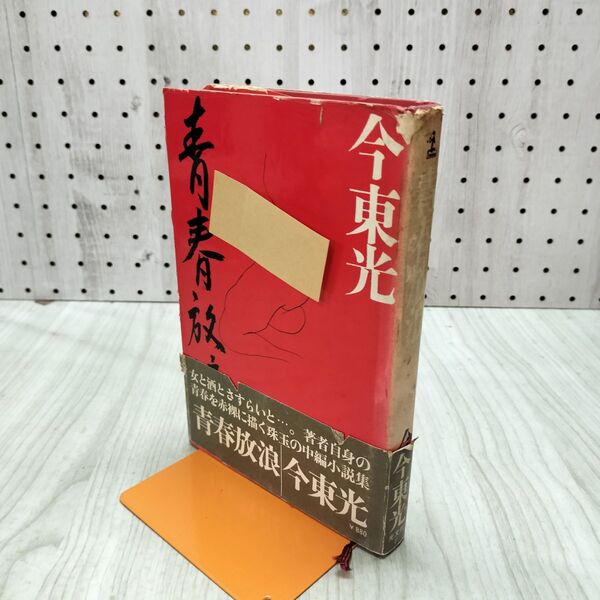 今東光
青春放
女と酒とさすらいと…。著者自身の
青春を赤裸に描く珠玉の中編小説集
青春放浪 今東光
￥880
今東光